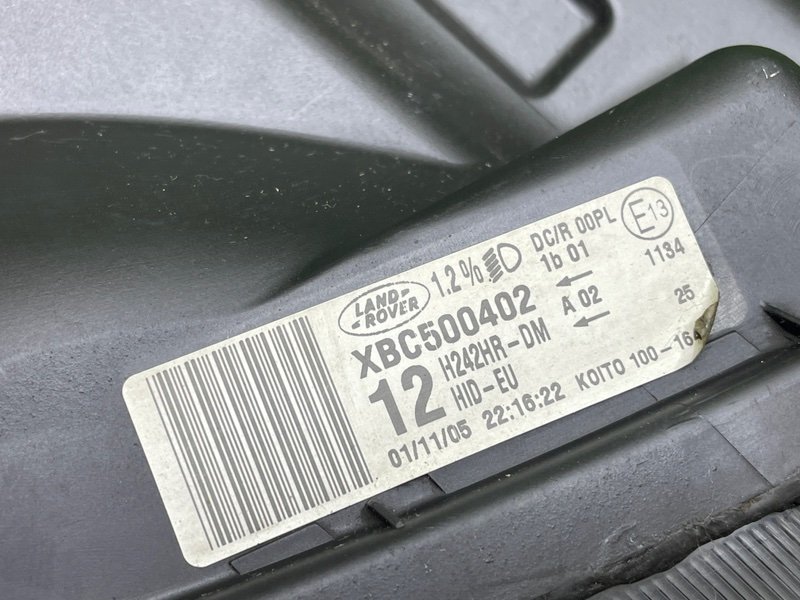 LAND-
-ROVER
1.2%
DC/R 00PL
E13
1b 01
1134
XBC500402
A 02
25
12
H242HR-DM
HID-EU
01/11/05 22:16:22 KOITO 100-164